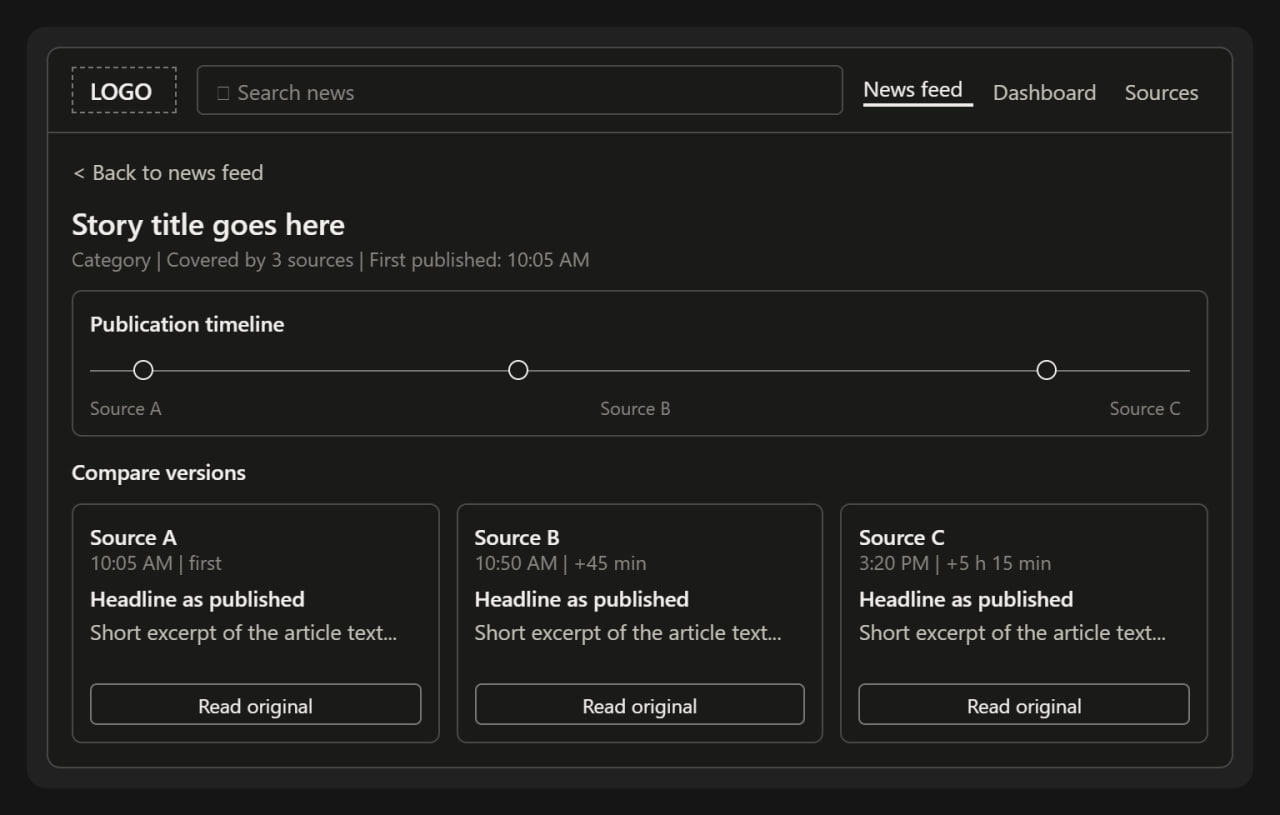 LOGO
Search news
News feed
Dashboard
Sources
< Back to news feed
Story title goes here
Category | Covered by 3 sources | First published: 10:05 AM
Publication timeline
Source A
Source B
Source C
Compare versions
Source A
10:05 AM | first
Headline as published
Short excerpt of the article text...
Read original
Source B
10:50 AM | +45 min
Headline as published
Short excerpt of the article text...
Read original
Source C
3:20 PM | +5 h 15 min
Headline as published
Short excerpt of the article text...
Read original